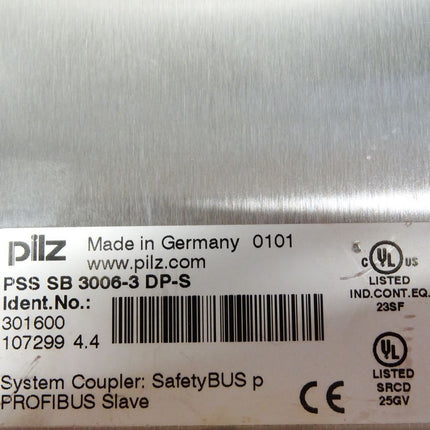 pilz Made in Germany 0101
www.pilz.com
PSS SB 3006-3 DP-S
Ident.No.:
301600
107299 4.4
System Coupler: SafetyBUS p
PROFIBUS Slave
CE
C UL US
LISTED
IND.CONT.EQ.
23SF
UL
LISTED
SRCD
25GV